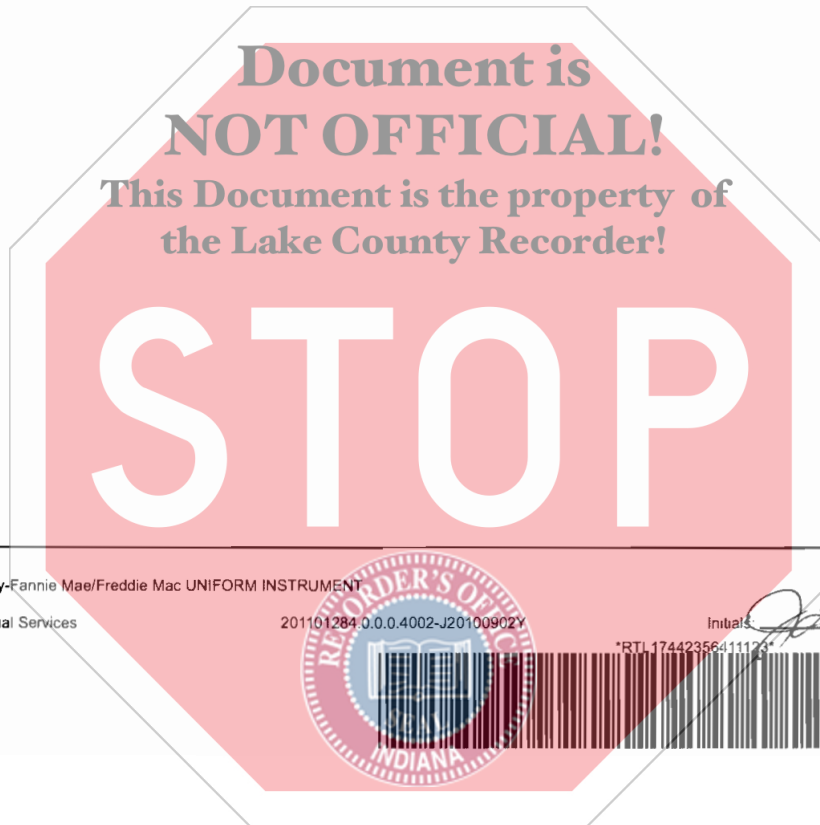 Document is
NOT OFFICIAL!
This Document is the property of
the Lake County Recorder!
STOP
y-Fannie Mae/Freddie Mac UNIFORM INSTRUMENT
al Services 201101284.0.0.0.4002-J20100902Y Initials:
*RTL17442356411123*
RECORDER'S OFFICE
SEAL
INDIANA